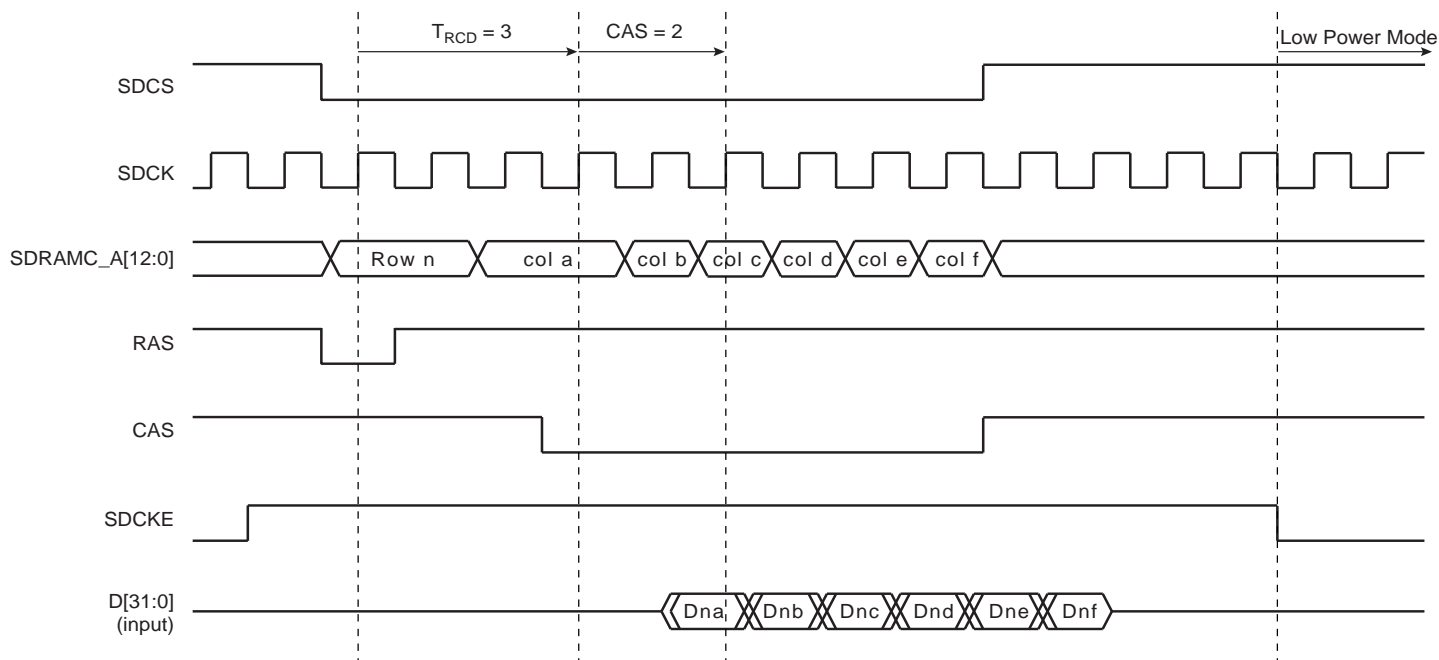 T_RCD = 3
CAS = 2
Low Power Mode
SDCS
SDCK
SDRAMC_A[12:0]
Row n
col a
col b
col c
col d
col e
col f
RAS
CAS
SDCKE
D[31:0]
(input)
Dna
Dnb
Dnc
Dnd
Dne
Dnf